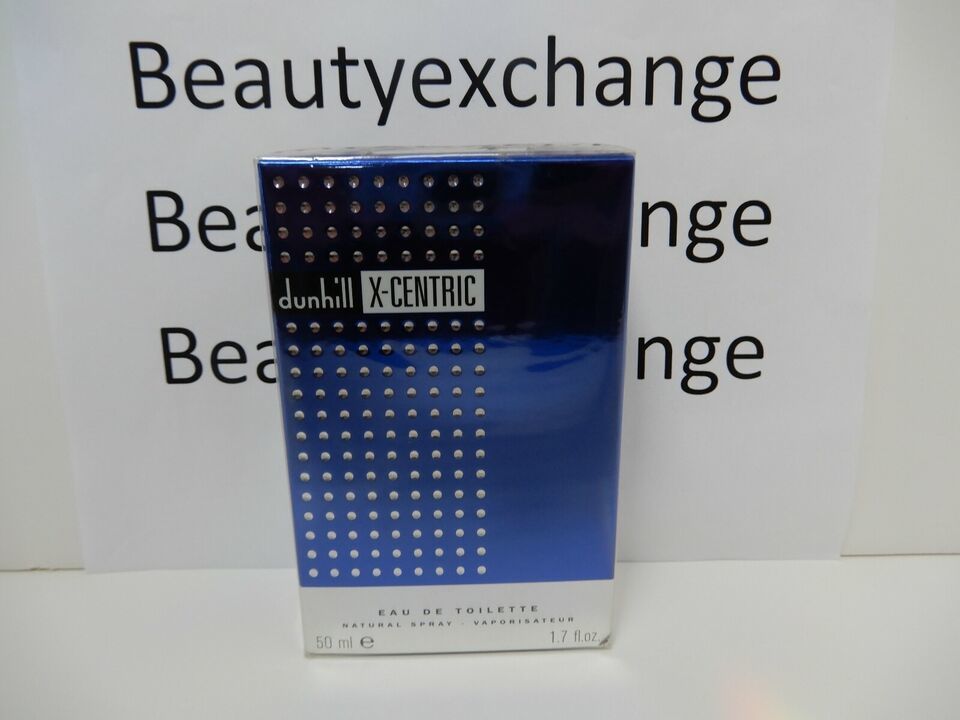 Beautyexchange
Bea nge
dunhill X-CENTRIC
Bea nge
EAU DE TOILETTE
NATURAL SPRAY - VAPORISATEUR
50 ml e 1.7 fl.oz.